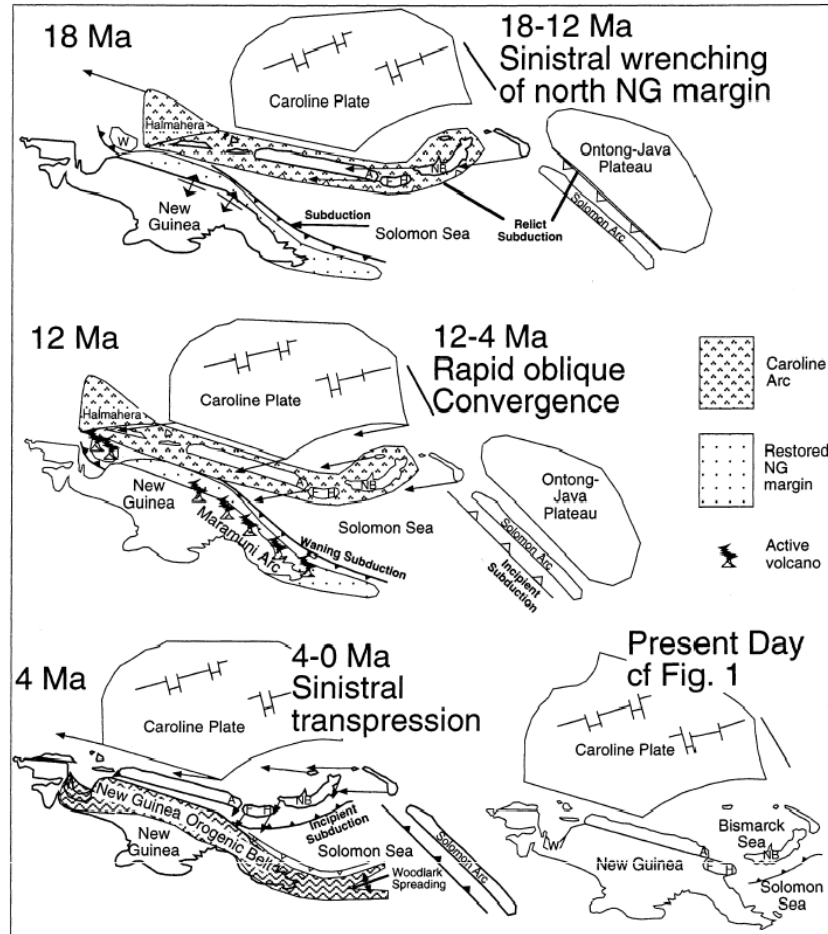 18 Ma
18-12 Ma
Sinistral wrenching
of north NG margin
Caroline Plate
Halmahera
W
P
A
F
H
NB
Ontong-Java
Plateau
Solomon Arc
New
Guinea
Subduction
Solomon Sea
Relict
Subduction
12 Ma
12-4 Ma
Rapid oblique
Convergence
Caroline Plate
Halmahera
A
F
H
NB
New
Guinea
Maramuni Arc
Waning Subduction
Solomon Sea
Ontong-
Java
Plateau
Solomon Arc
Incipient
Subduction
Caroline
Arc
Restored
NG
margin
Active
volcano
4 Ma
4-0 Ma
Sinistral
transpression
Caroline Plate
A
F
H
NB
New Guinea Orogenic Belt
New
Guinea
Incipient
Subduction
Solomon Sea
Woodlark
Spreading
Solomon Arc
Present Day
cf Fig. 1
Caroline Plate
Bismarck
Sea
W
A
F
H
NB
New Guinea
Solomon
Sea